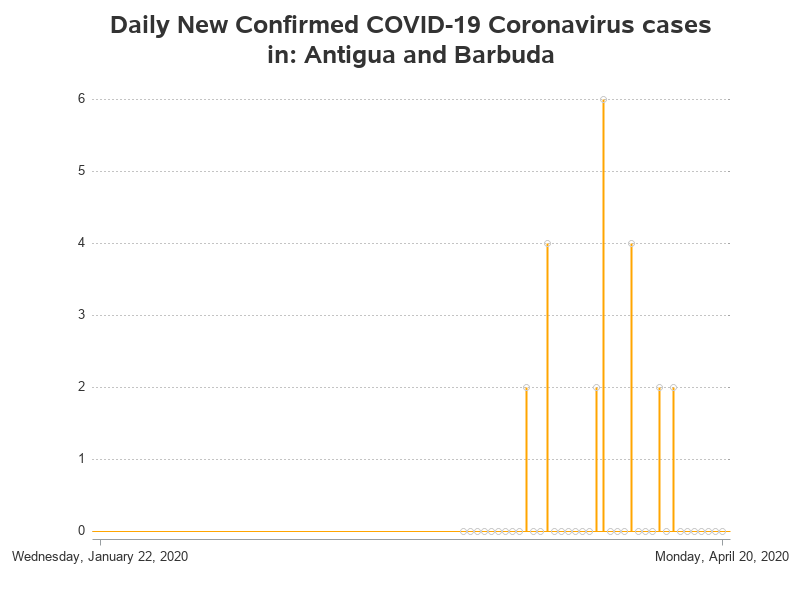 Daily New Confirmed COVID-19 Coronavirus cases
in: Antigua and Barbuda
6
5
4
3
2
1
0
Wednesday, January 22, 2020
Monday, April 20, 2020